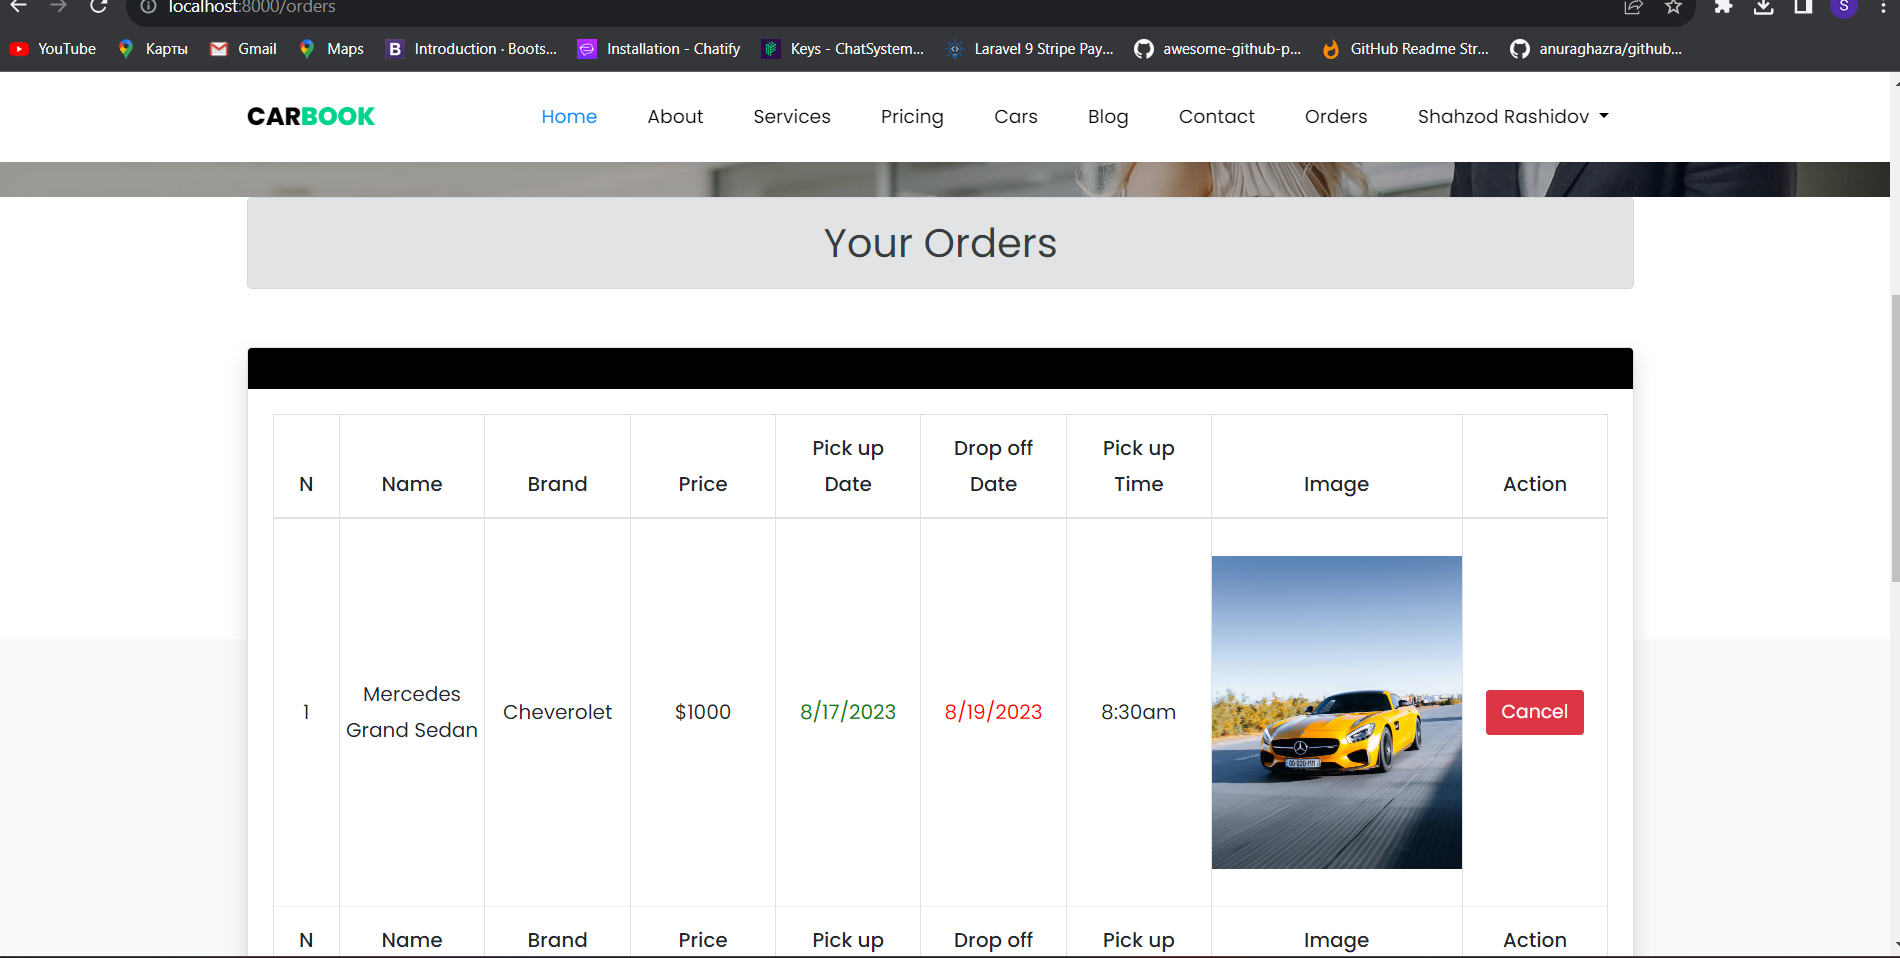 localhost:8000/orders
S
YouTube Карты Gmail Maps B Introduction · Boots... Installation - Chatify Keys - ChatSystem... Laravel 9 Stripe Pay... awesome-github-p... GitHub Readme Str... anuraghazra/github...
CARBOOK Home About Services Pricing Cars Blog Contact Orders Shahzod Rashidov
Your Orders
N Name Brand Price Pick up Date Drop off Date Pick up Time Image Action
1 Mercedes Grand Sedan Cheverolet $1000 8/17/2023 8/19/2023 8:30am Cancel
N Name Brand Price Pick up Drop off Pick up Image Action